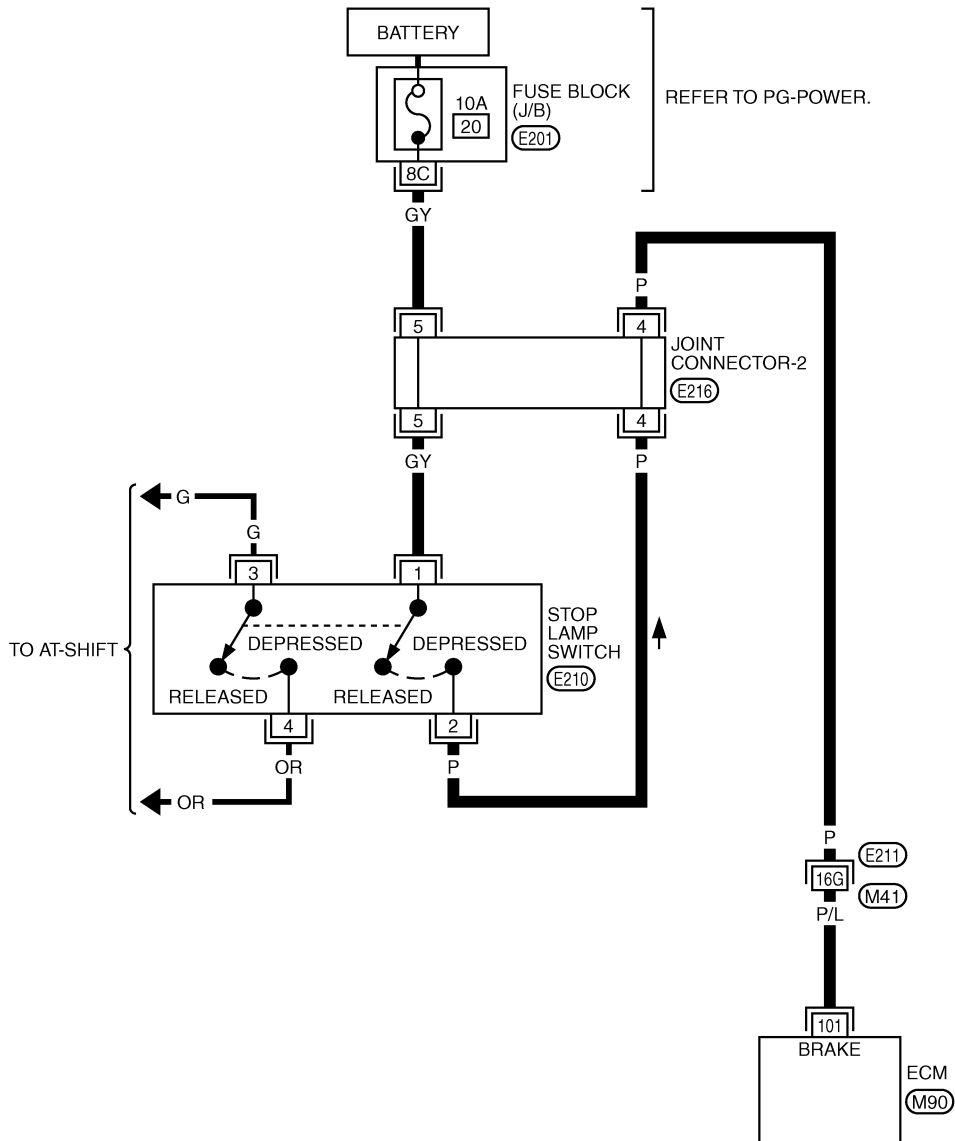 BATTERY
FUSE BLOCK
(J/B)
10A
20
E201
REFER TO PG-POWER.
8C
GY
P
5
4
JOINT
CONNECTOR-2
E216
5
4
GY
P
G
G
3
1
TO AT-SHIFT
DEPRESSED
DEPRESSED
STOP
LAMP
SWITCH
E210
RELEASED
RELEASED
4
2
OR
P
OR
P
E211
16G
M41
P/L
101
BRAKE
ECM
M90